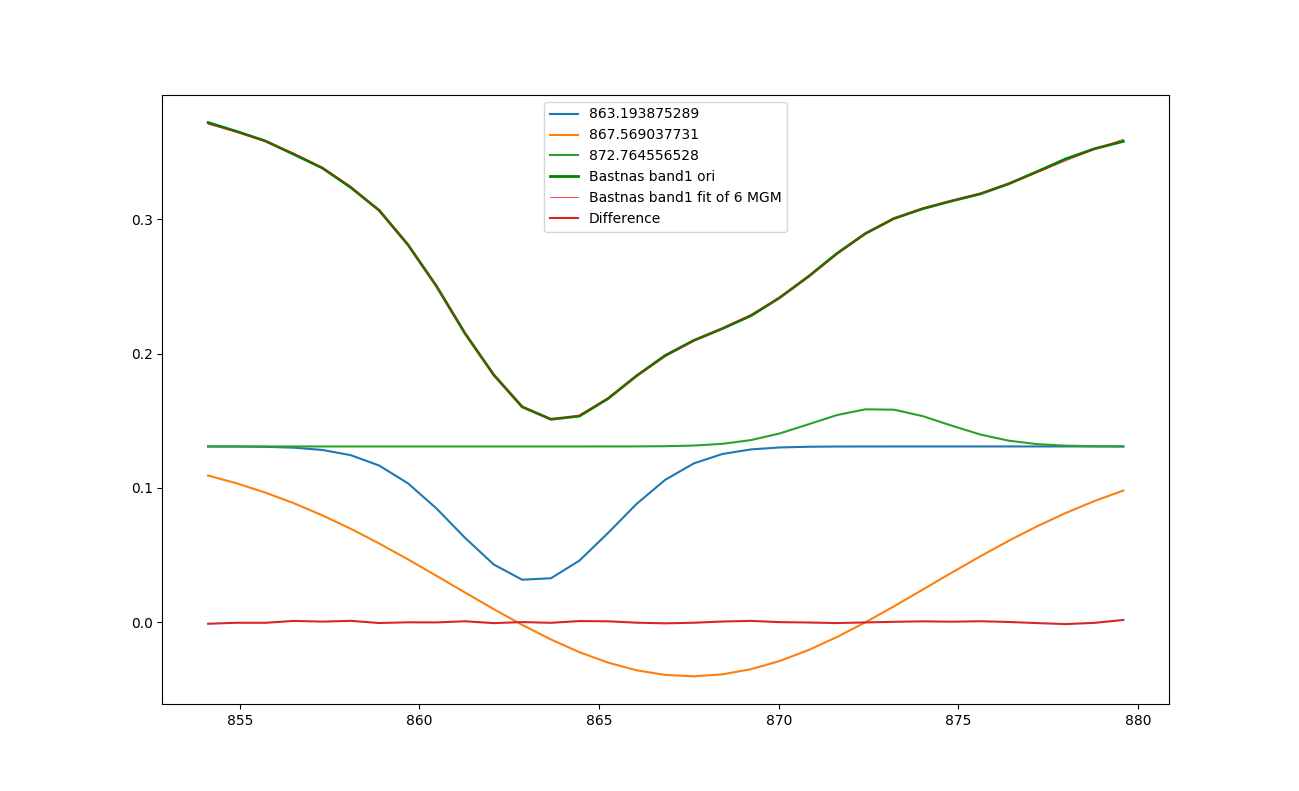 863.193875289
867.569037731
872.764556528
Bastnas band1 ori
Bastnas band1 fit of 6 MGM
Difference
0.3
0.2
0.1
0.0
855 860 865 870 875 880